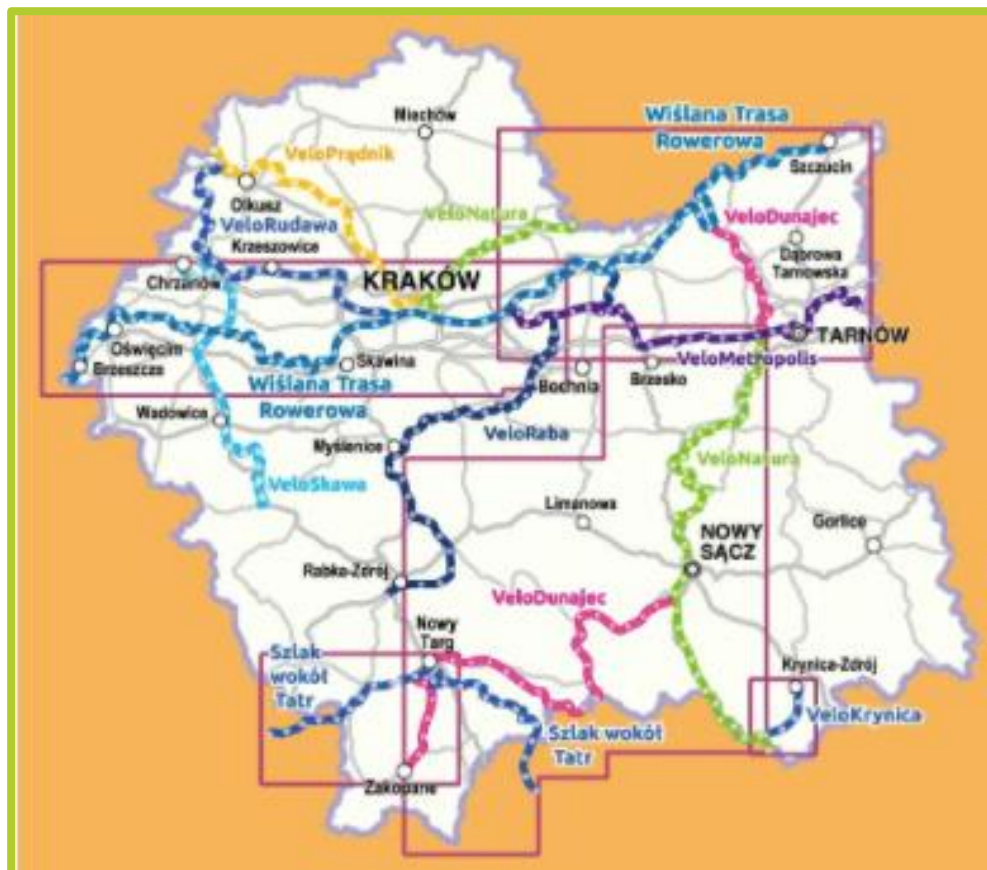 Miechów
Wiślana Trasa
Rowerowa
VeloPrądnik
Szczucin
Olkusz
VeloNatura
VeloDunajec
VeloRudawa
Krzeszowice
Dąbrowa
Tarnowska
Chrzanów
KRAKÓW
Oświęcim
Brzeszcze
Skawina
TARNÓW
VeloMetropolis
Wiślana Trasa
Rowerowa
Bochnia
Brzesko
Wadowice
VeloRaba
Myślenice
VeloNatura
VeloSkawa
Limanowa
Gorlice
NOWY
SĄCZ
Rabka-Zdrój
VeloDunajec
Nowy
Targ
Szlak
wokół
Tatr
Krynica-Zdrój
VeloKrynica
Szlak wokół
Tatr
Zakopane